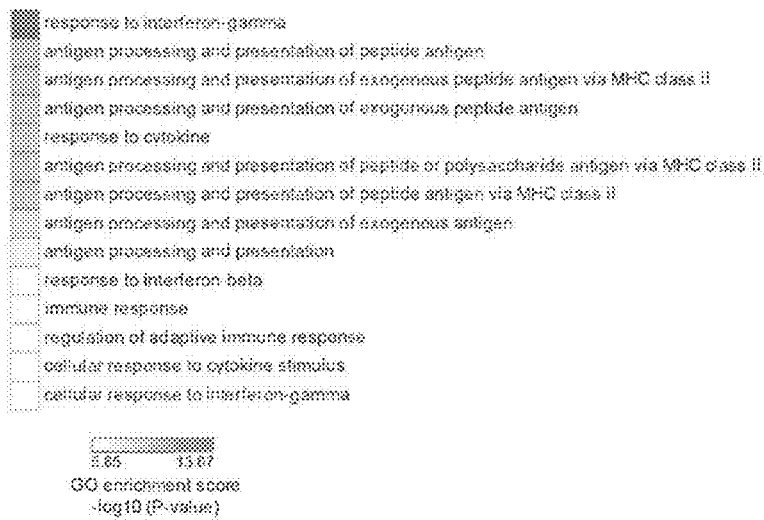 response to interferon-gamma
antigen processing and presentation of peptide antigen
antigen processing and presentation of exogenous peptide antigen via MHC class II
antigen processing and presentation of exogenous peptide antigen
response to cytokine
antigen processing and presentation of peptide or polysaccharide antigen via MHC class II
antigen processing and presentation of peptide antigen via MHC class II
antigen processing and presentation of exogenous antigen
antigen processing and presentation
response to interferon-beta
immune response
regulation of adaptive immune response
cellular response to cytokine stimulus
cellular response to interferon-gamma
GO enrichment score
-log10 (P-value)